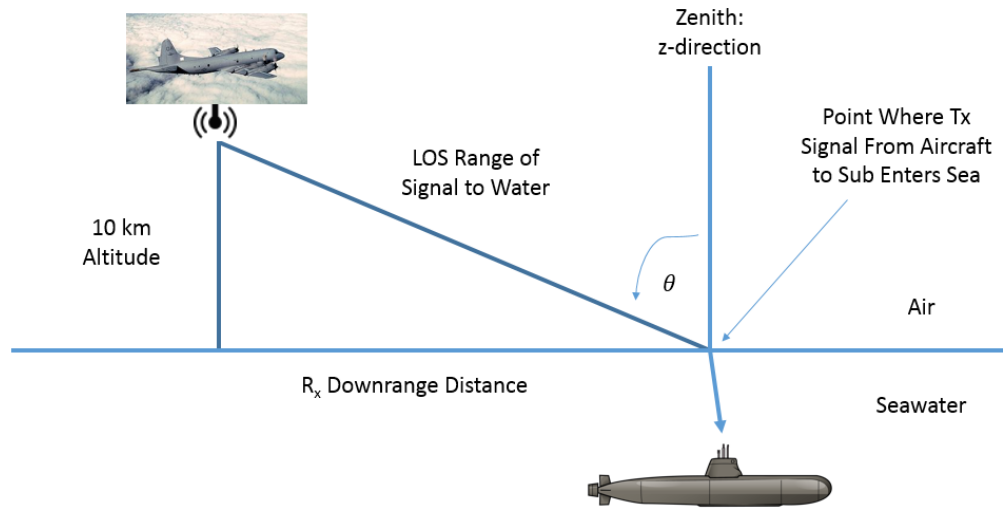 Zenith:
z-direction
Point Where Tx
Signal From Aircraft
to Sub Enters Sea
LOS Range of
Signal to Water
10 km
Altitude
θ
Air
Rₓ Downrange Distance
Seawater